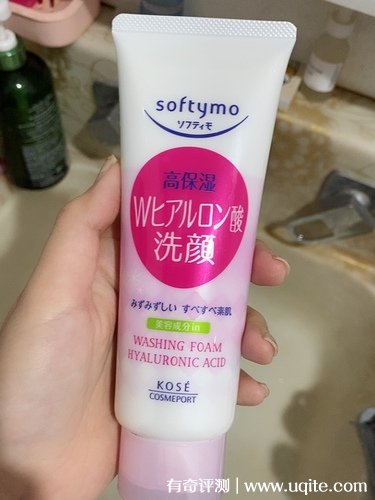 softymo
ソフティモ
高保湿
Wヒアルロン酸
洗顔
みずみずしい すべすべ素肌
美容成分in
WASHING FOAM
HYALURONIC ACID
KOSÉ
COSMEPORT
有奇评测 | www.uqite.com